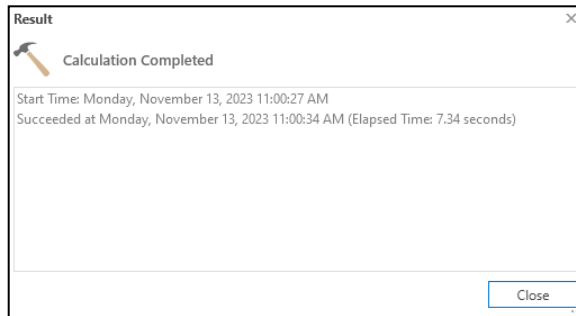 Result
Calculation Completed
Start Time: Monday, November 13, 2023 11:00:27 AM
Succeeded at Monday, November 13, 2023 11:00:34 AM (Elapsed Time: 7.34 seconds)
Close